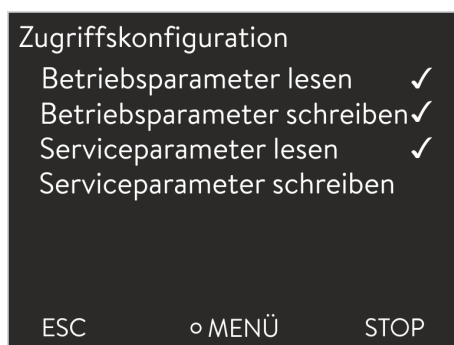 Zugriffskonfiguration
Betriebsparameter lesen ✓
Betriebsparameter schreiben ✓
Serviceparameter lesen ✓
Serviceparameter schreiben
ESC ○ MENÜ STOP